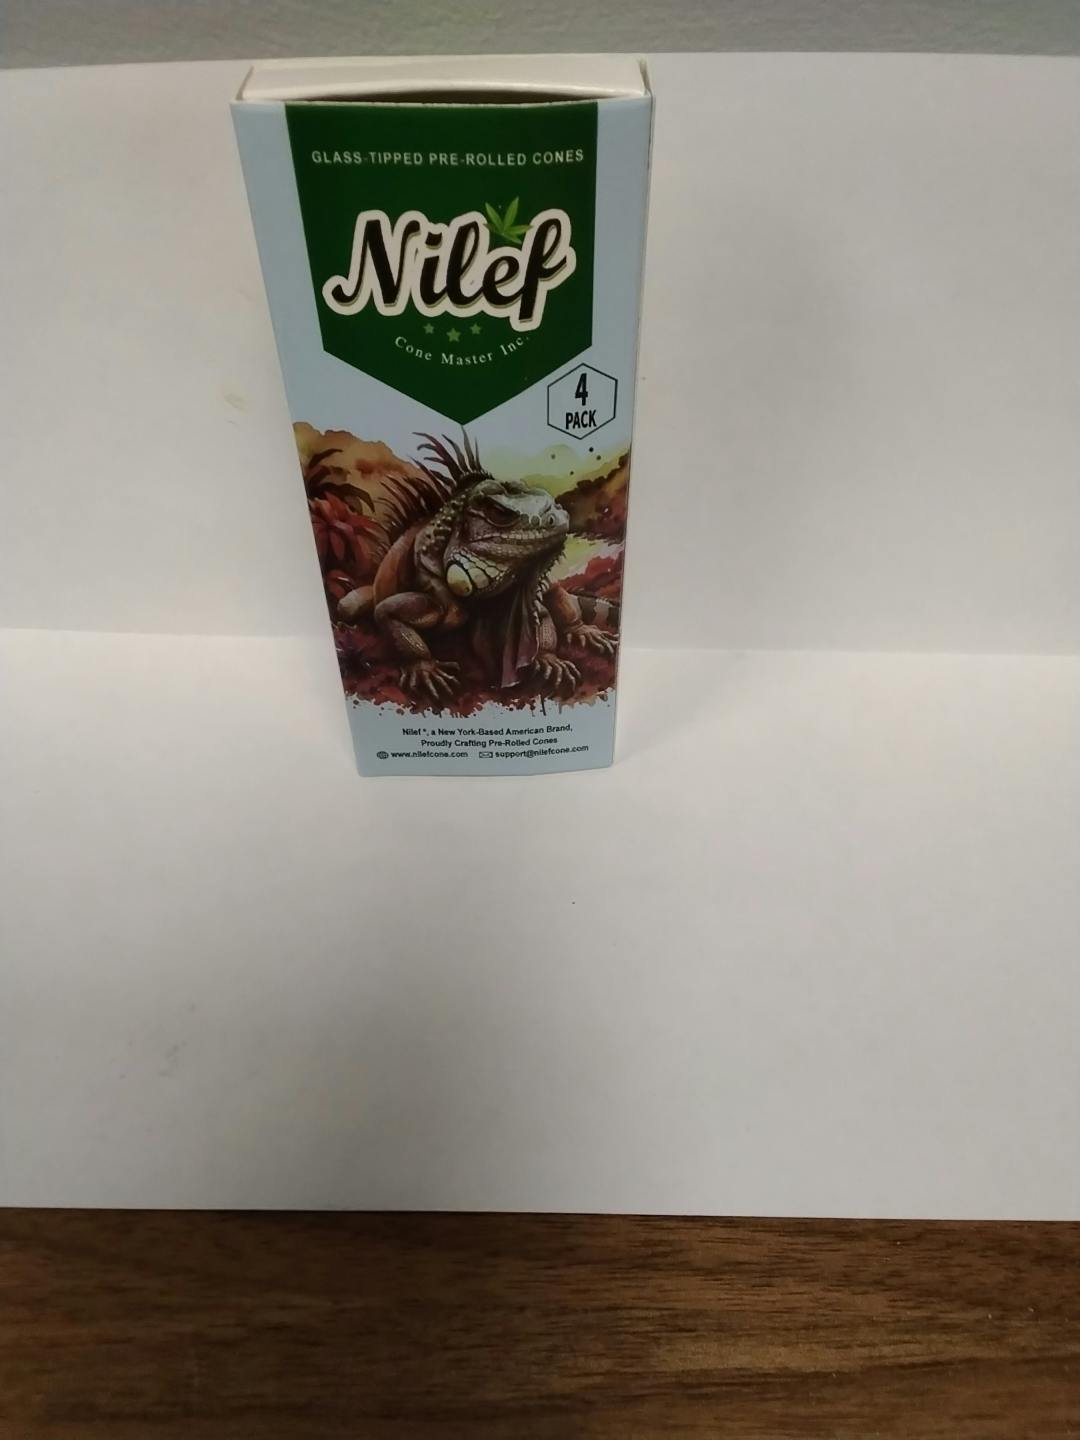 GLASS-TIPPED PRE-ROLLED CONES
Nilef
Cone Master Inc.
4
PACK
Nilef®, a New York-Based American Brand,
Proudly Crafting Pre-Rolled Cones
www.nilefcone.com support@nilefcone.com